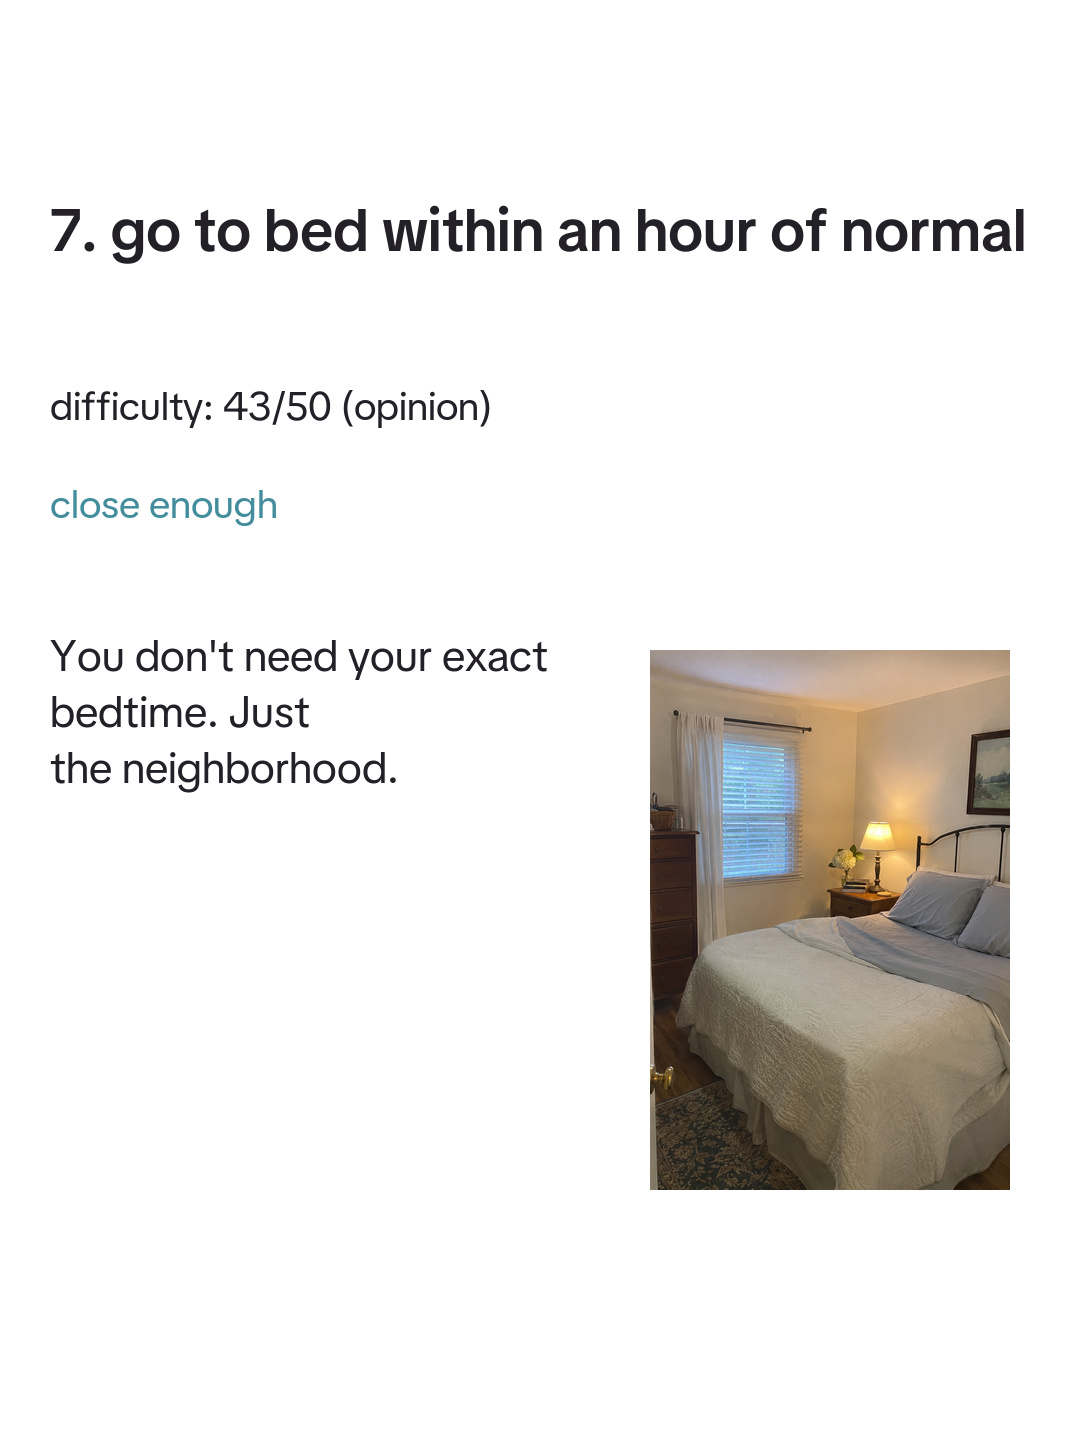 7. go to bed within an hour of normal
difficulty: 43/50 (opinion)
close enough
You don't need your exact
bedtime. Just
the neighborhood.